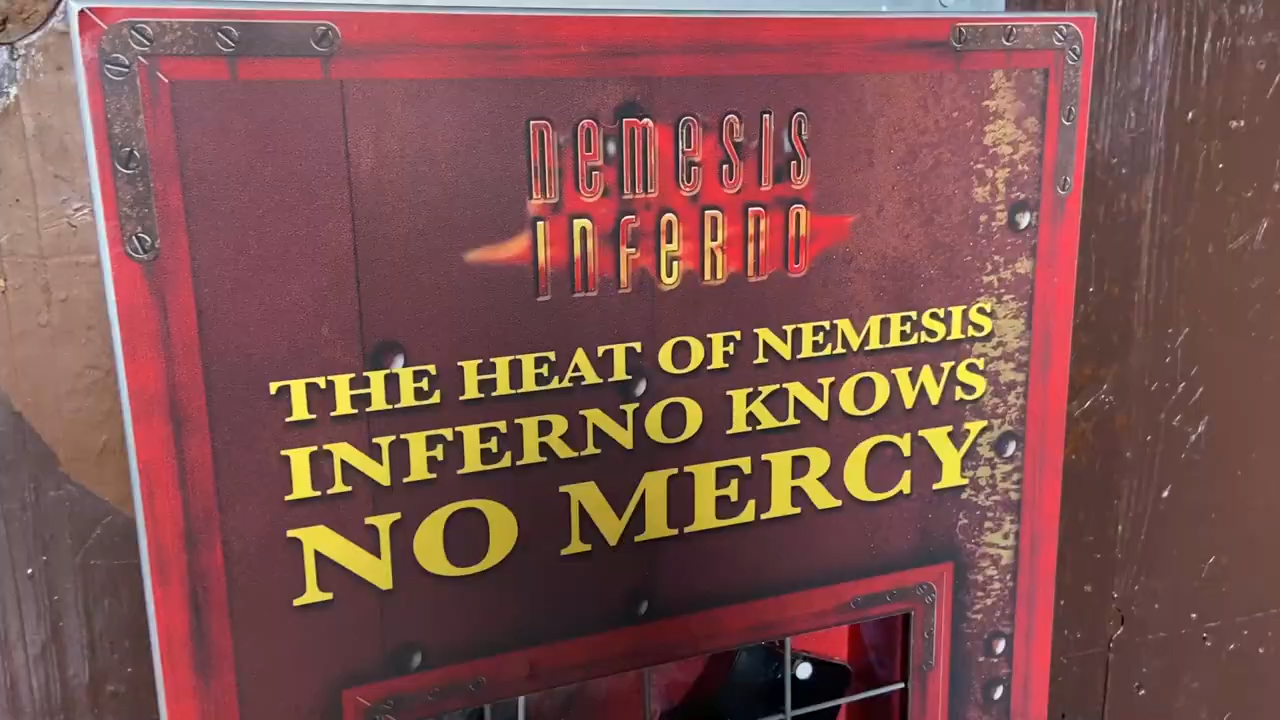 nemesis
inferno
THE HEAT OF NEMESIS
INFERNO KNOWS
NO MERCY